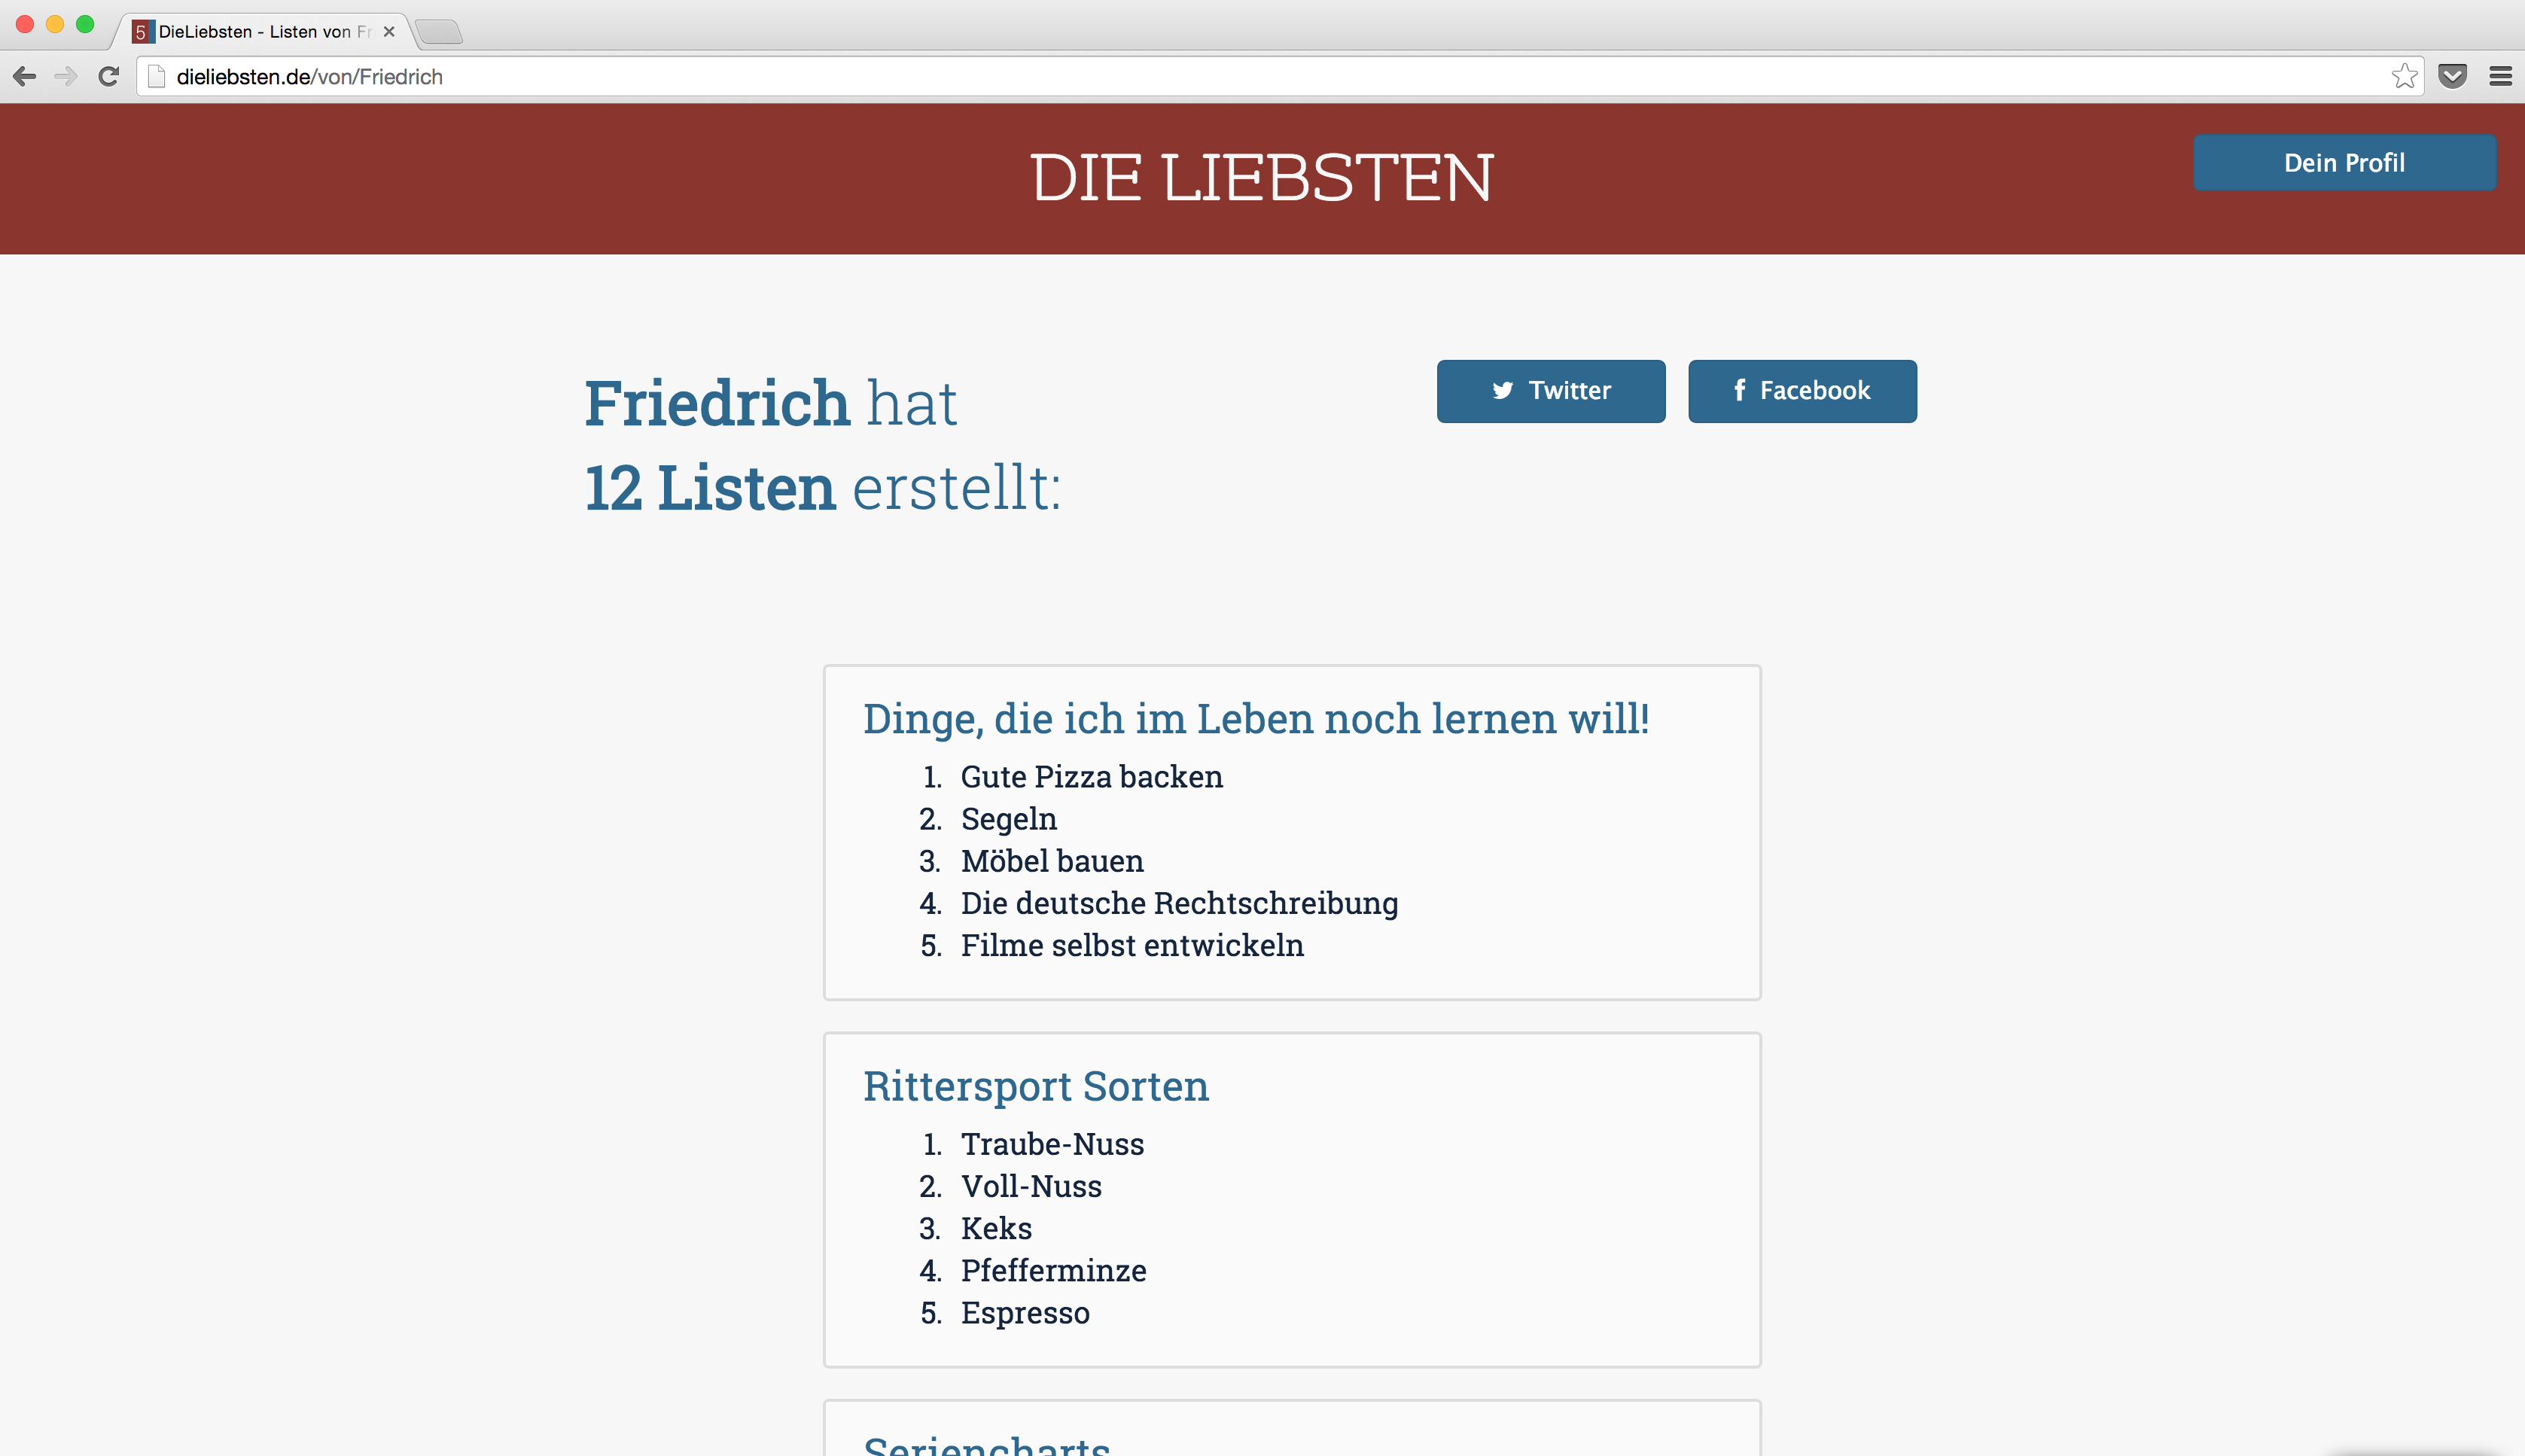 5 DieLiebsten - Listen von Fr
dieliebsten.de/von/Friedrich
DIE LIEBSTEN
Dein Profil
Friedrich hat
12 Listen erstellt:
Twitter
Facebook
Dinge, die ich im Leben noch lernen will!
1. Gute Pizza backen
2. Segeln
3. Möbel bauen
4. Die deutsche Rechtschreibung
5. Filme selbst entwickeln
Rittersport Sorten
1. Traube-Nuss
2. Voll-Nuss
3. Keks
4. Pfefferminze
5. Espresso
Seriencharts